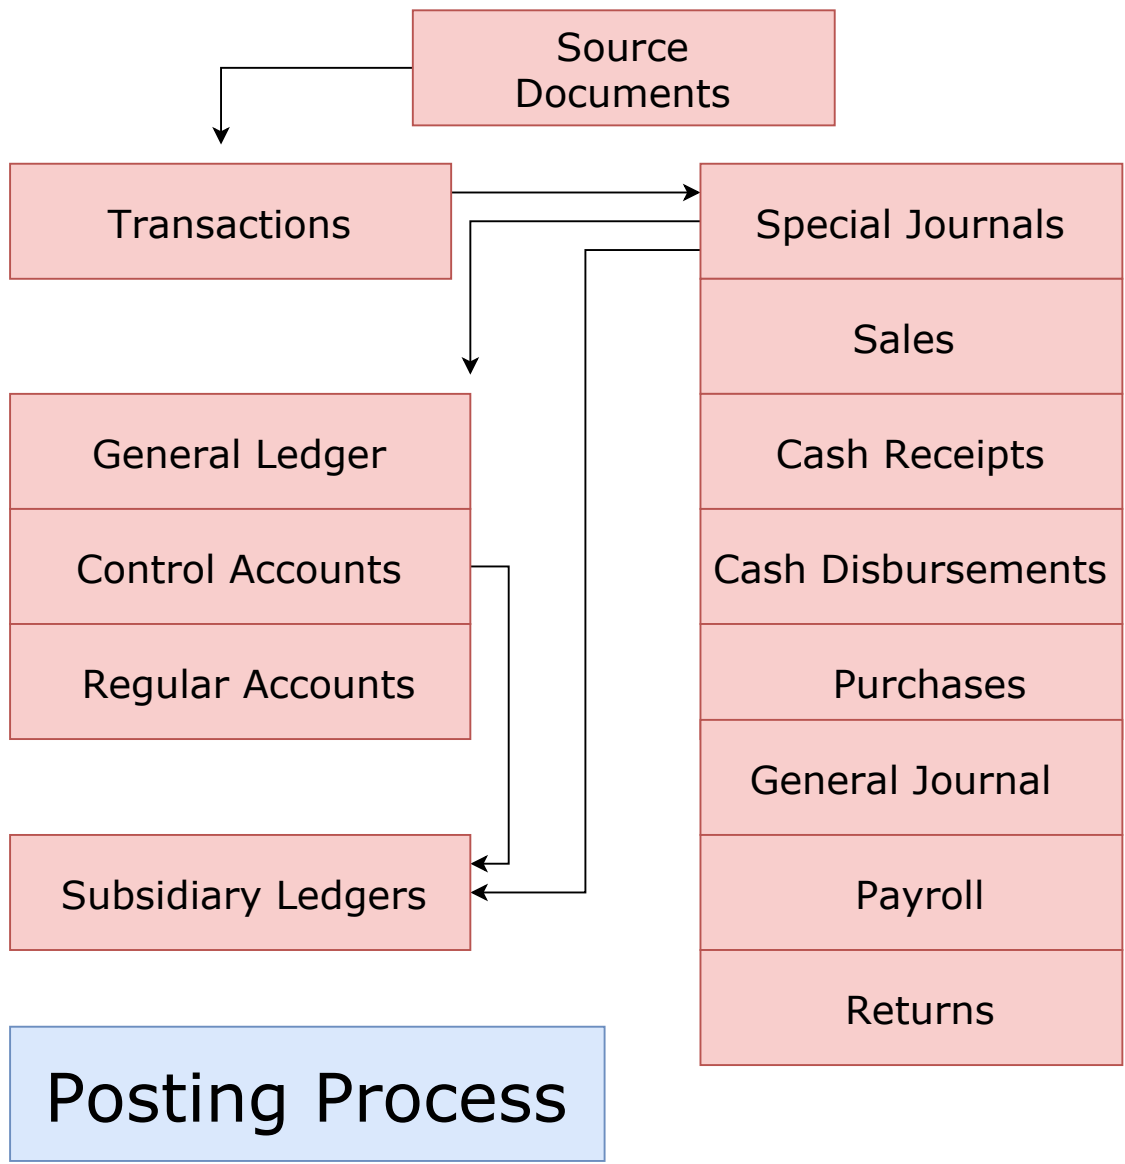 Source
Documents
Transactions
Special Journals
Sales
General Ledger
Cash Receipts
Control Accounts
Cash Disbursements
Regular Accounts
Purchases
General Journal
Subsidiary Ledgers
Payroll
Returns
Posting Process